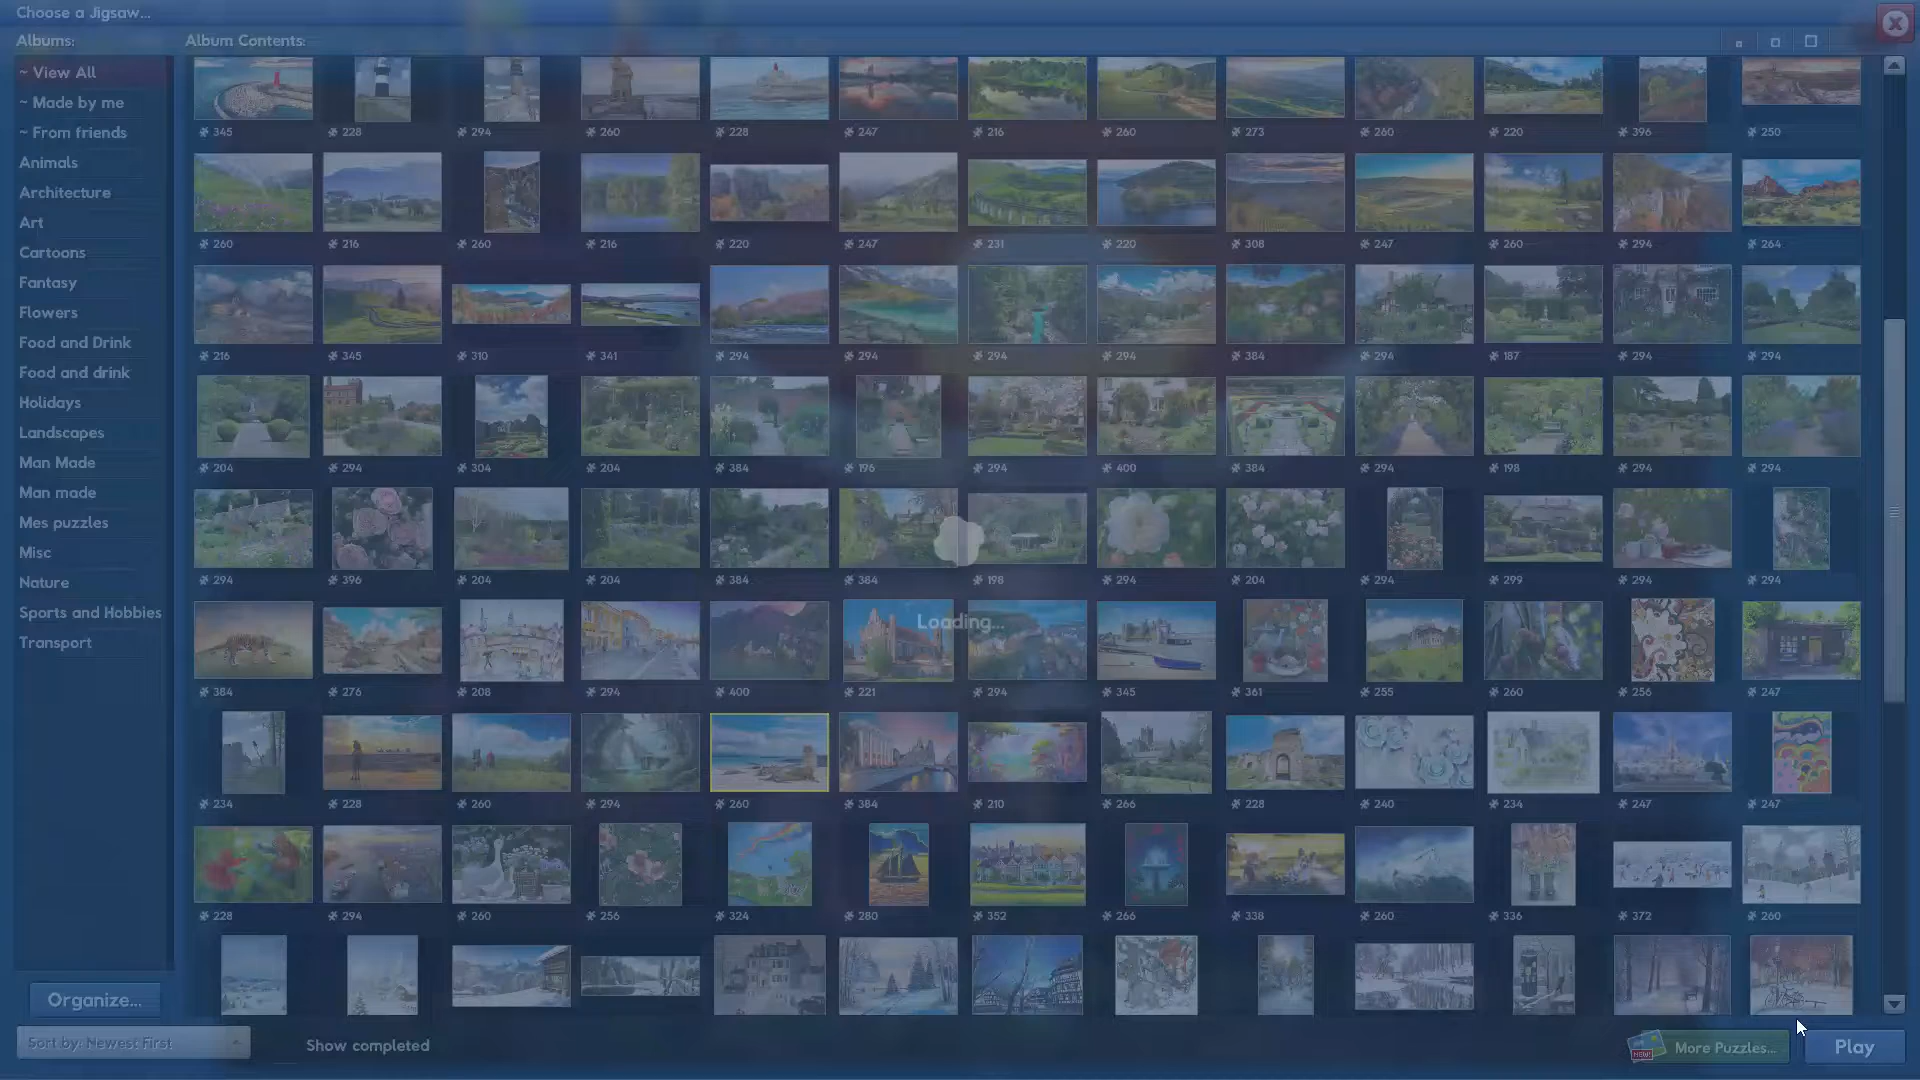 Choose a Jigsaw...
Albums:
Album Contents:
~ View All
~ Made by me
~ From friends
Animals
Architecture
Art
Cartoons
Fantasy
Flowers
Food and Drink
Food and drink
Holidays
Landscapes
Man Made
Man made
Mes puzzles
Misc
Nature
Sports and Hobbies
Transport
345 228 294 260 228 247 216 260 273 260 220 396 250
260 216 260 216 220 247 231 220 308 247 260 294 264
216 345 310 341 294 294 294 294 384 294 187 294 294
204 294 304 204 384 196 294 400 384 294 198 294 294
294 396 204 204 384 384 198 294 204 294 299 294 294
Loading...
384 276 208 294 400 221 294 345 361 255 260 256 247
234 228 260 294 260 384 210 266 228 240 234 247 247
228 294 260 256 324 280 352 266 338 260 336 372 260
Organize...
Sort by: Newest First
Show completed
NEW!
More Puzzles...
Play